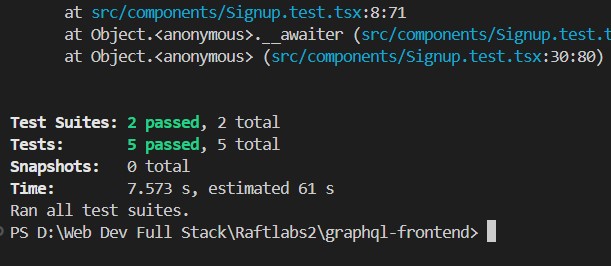 at src/components/Signup.test.tsx:8:71
at Object.<anonymous>.__awaiter (src/components/Signup.test.t
at Object.<anonymous> (src/components/Signup.test.tsx:30:80)
Test Suites: 2 passed, 2 total
Tests: 5 passed, 5 total
Snapshots: 0 total
Time: 7.573 s, estimated 61 s
Ran all test suites.
PS D:\Web Dev Full Stack\Raftlabs2\graphql-frontend>